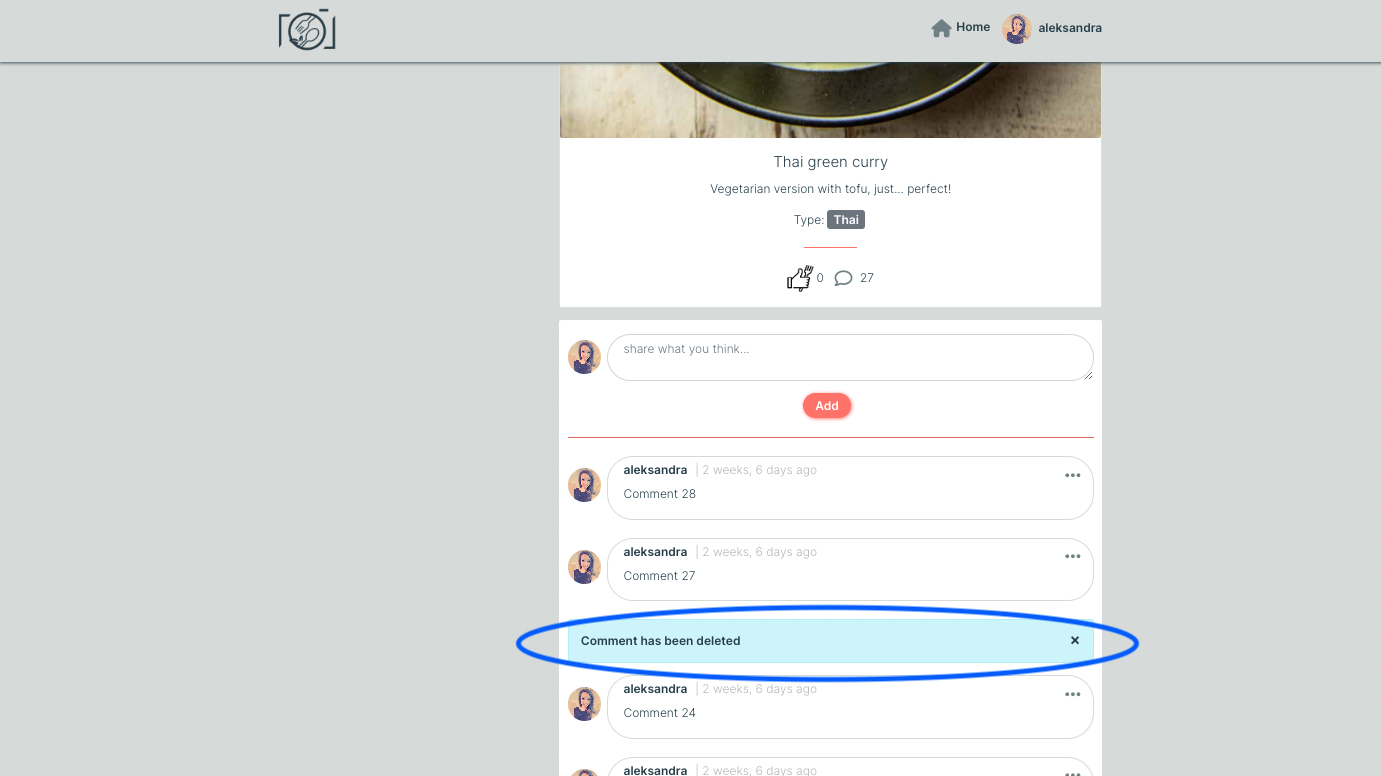 Home aleksandra
Thai green curry
Vegetarian version with tofu, just... perfect!
Type: Thai
0 27
share what you think...
Add
aleksandra | 2 weeks, 6 days ago
Comment 28
aleksandra | 2 weeks, 6 days ago
Comment 27
Comment has been deleted ×
aleksandra | 2 weeks, 6 days ago
Comment 24
aleksandra | 2 weeks, 6 days ago